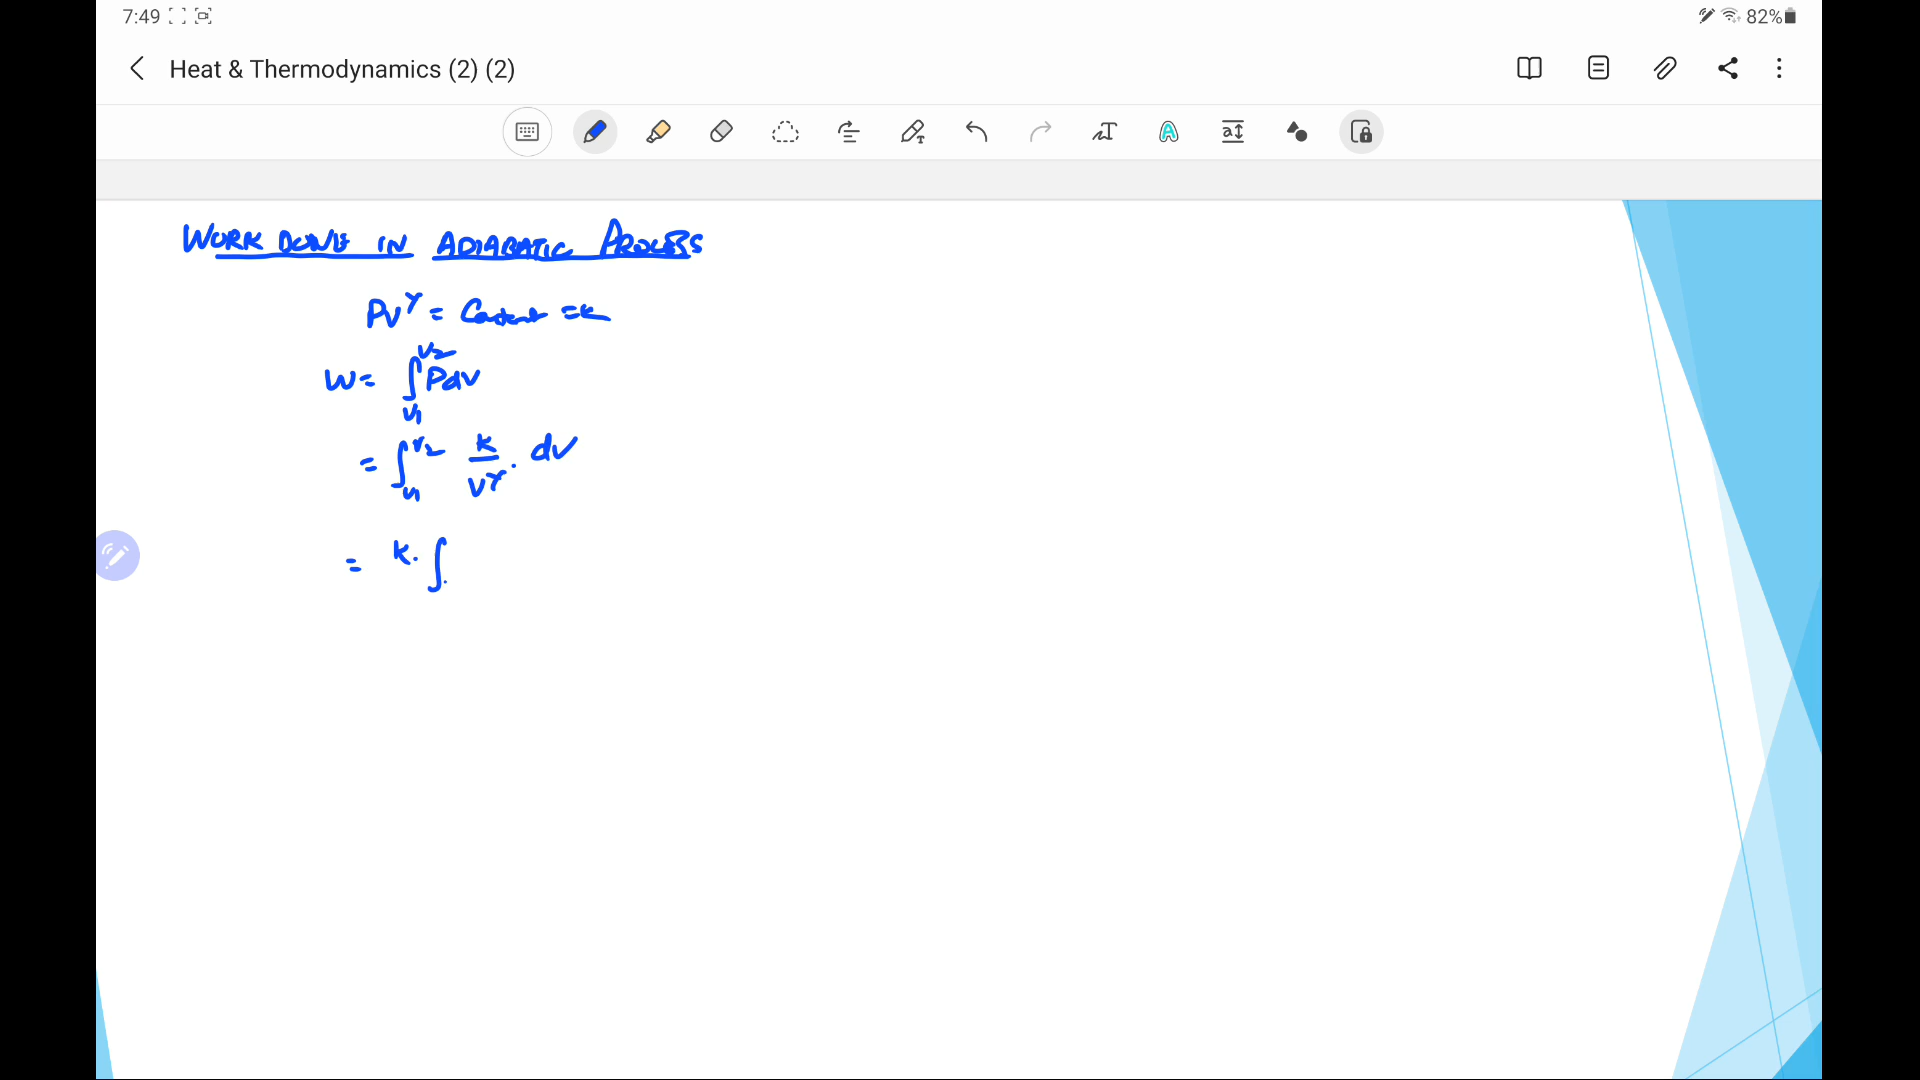 7:49 82%
Heat & Thermodynamics (2) (2)
WORK DONE IN ADIABATIC PROCESS
PV^γ = Constant = k
W = ∫_{V1}^{V2} P dV
= ∫_{V1}^{V2} k/V^γ . dV
= k. ∫